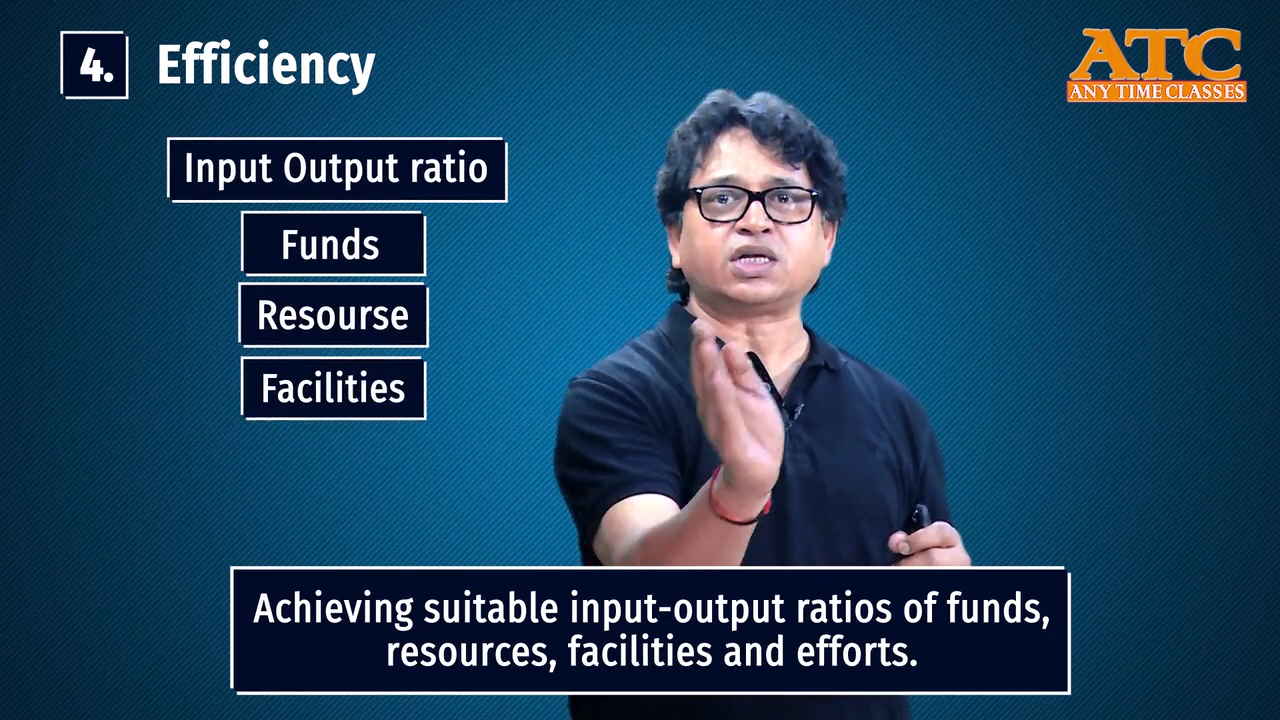 4. Efficiency
ATC
ANY TIME CLASSES
Input Output ratio
Funds
Resourse
Facilities
Achieving suitable input-output ratios of funds,
resources, facilities and efforts.